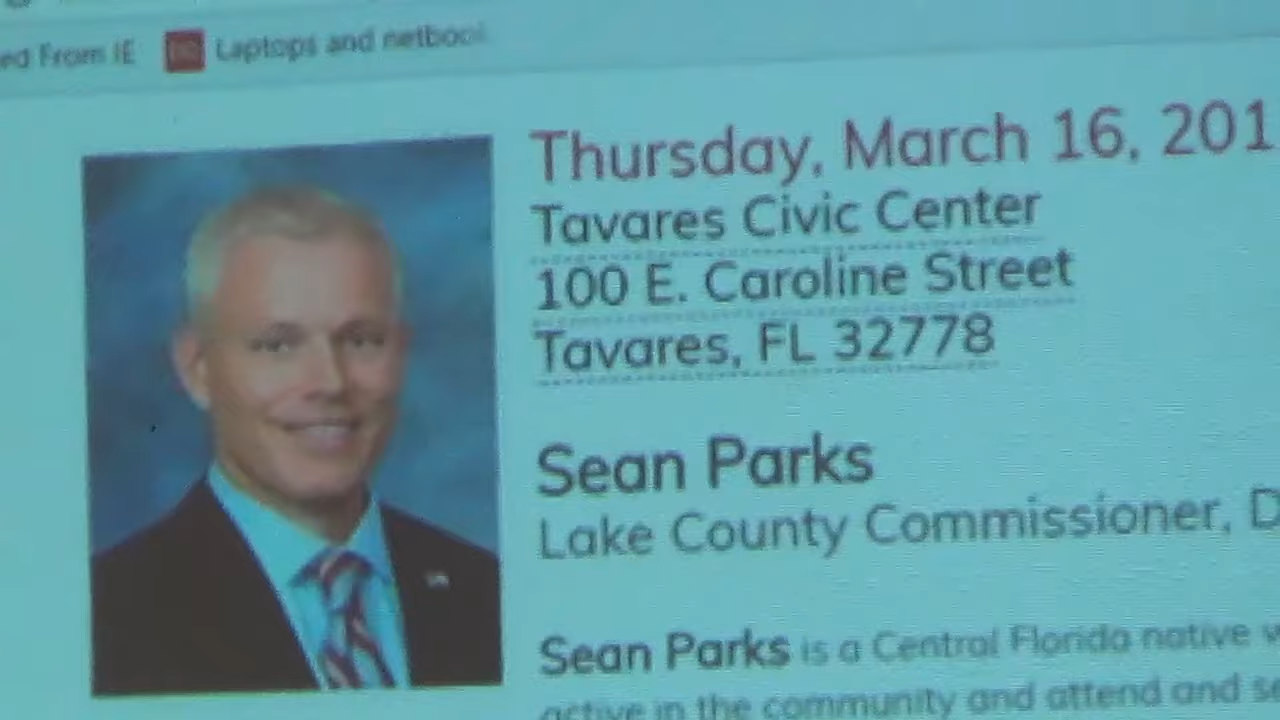 ed From IE Laptops and netbook
Thursday, March 16, 201
Tavares Civic Center
100 E. Caroline Street
Tavares, FL 32778
Sean Parks
Lake County Commissioner, D
Sean Parks is a Central Florida native
active in the community and attend and se